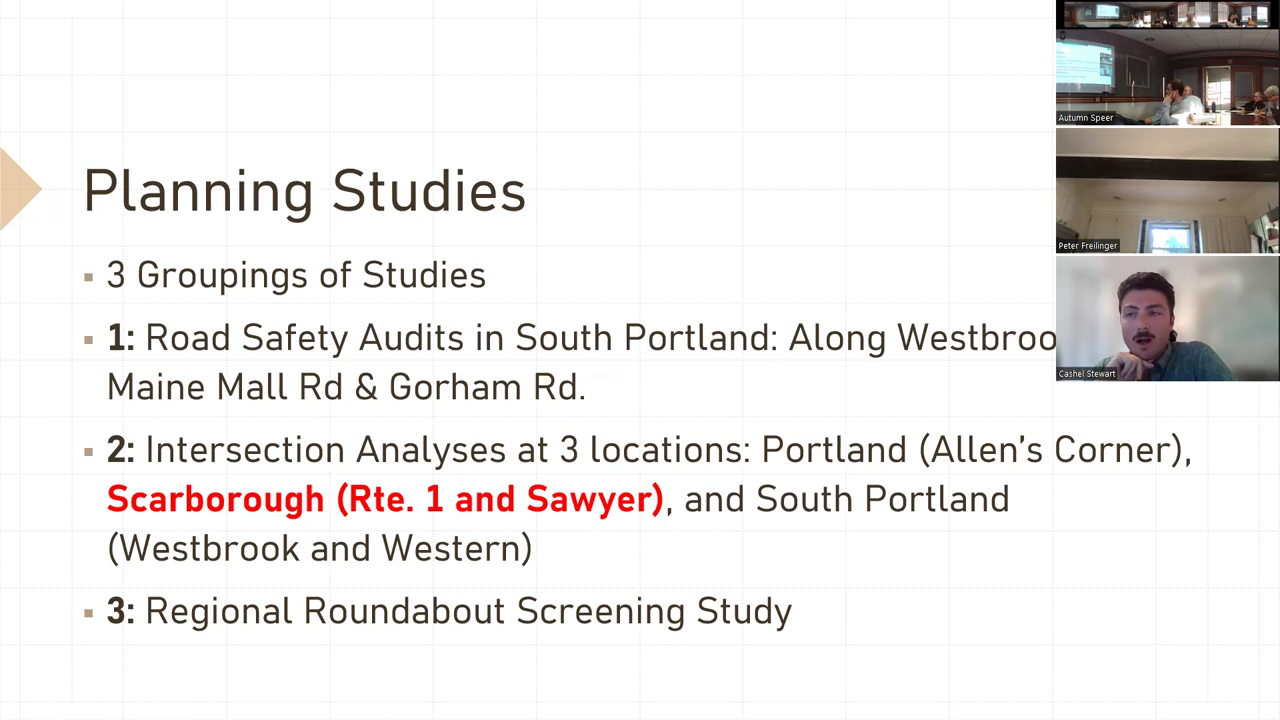 Planning Studies
3 Groupings of Studies
1: Road Safety Audits in South Portland: Along
Maine Mall Rd & Gorham Rd.
2: Intersection Analyses at 3 locations: Portland (Allen’s Corner),
Scarborough (Rte. 1 and Sawyer), and South Portland
(Westbrook and Western)
3: Regional Roundabout Screening Study
Autumn Speer
Peter Freilinger
Cashel Stewart